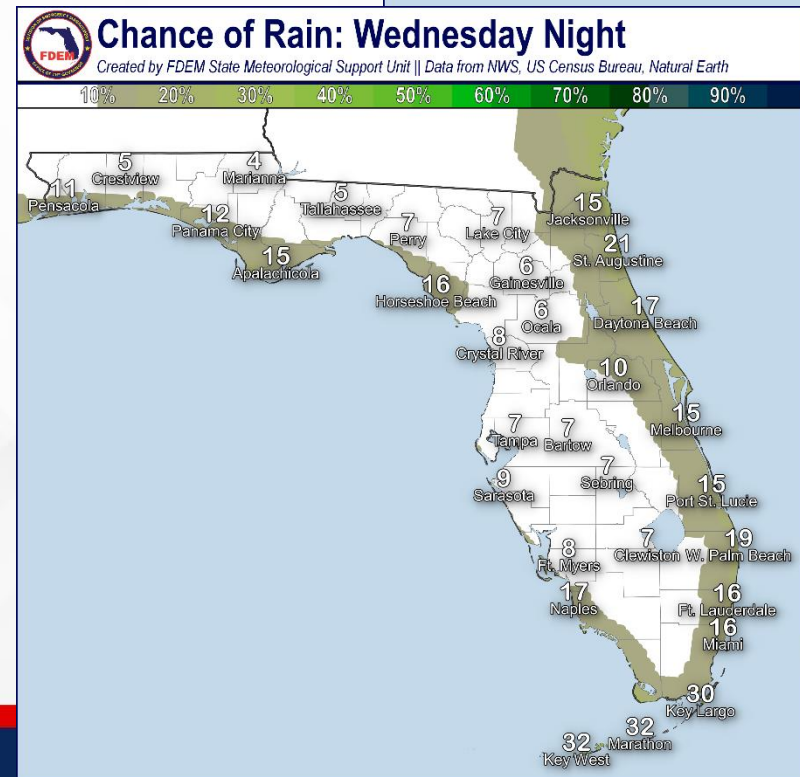 FDEM
Chance of Rain: Wednesday Night
Created by FDEM State Meteorological Support Unit || Data from NWS, US Census Bureau, Natural Earth
10% 20% 30% 40% 50% 60% 70% 80% 90%
5
Crestview
4
Marianna
11
Pensacola
5
Tallahassee
12
Panama City
7
Perry
7
Lake City
15
Jacksonville
15
Apalachicola
21
St. Augustine
16
Horseshoe Beach
6
Gainesville
6
Ocala
17
Daytona Beach
8
Crystal River
10
Orlando
7
Tampa
7
Bartow
15
Melbourne
7
Sebring
9
Sarasota
15
Port St. Lucie
8
Ft. Myers
7
Clewiston
19
W. Palm Beach
17
Naples
16
Ft. Lauderdale
16
Miami
30
Key Largo
32
Marathon
32
Key West